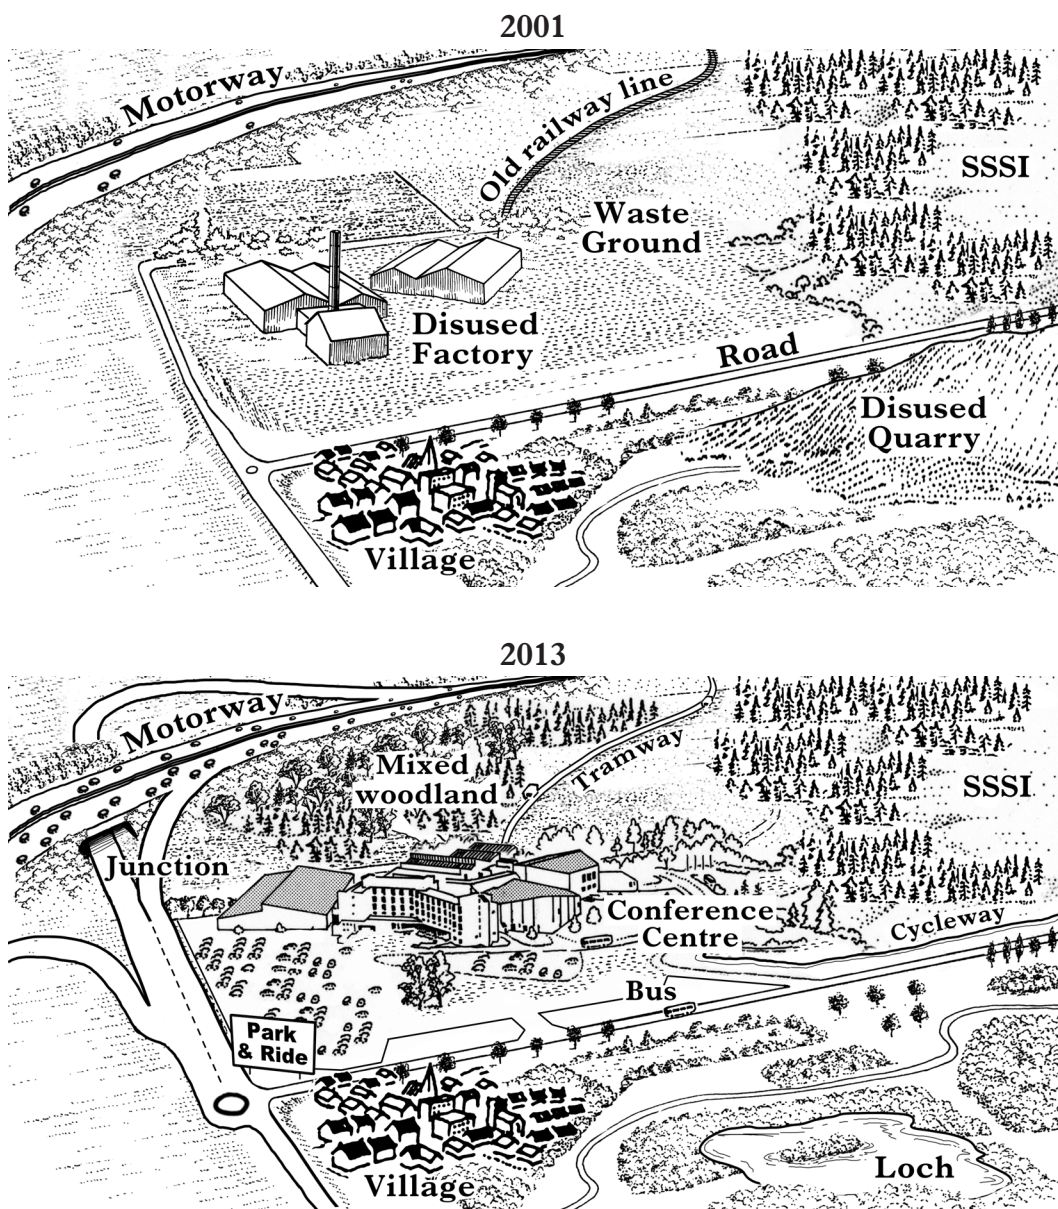 2001
Motorway
Old railway line
SSSI
Waste
Ground
Disused
Factory
Road
Disused
Quarry
Village
2013
Motorway
Mixed
woodland
Tramway
SSSI
Junction
Conference
Centre
Cycleway
Bus
Park
& Ride
Loch
Village